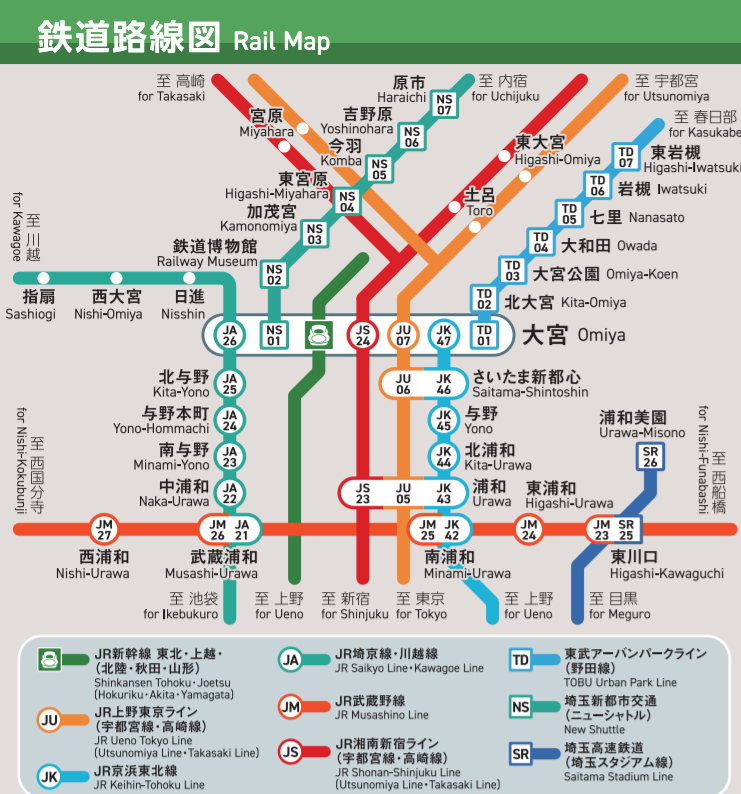 鉄道路線図 Rail Map
至 高崎
for Takasaki
原市
Haraichi
NS
07
至 内宿
for Uchijuku
至 宇都宮
for Utsunomiya
宮原
Miyahara
吉野原
Yoshinohara
NS
06
至 春日部
for Kasukabe
今羽
Komba
NS
05
東大宮
Higashi-Omiya
TD
07
東岩槻
Higashi-Iwatsuki
東宮原
Higashi-Miyahara
NS
04
土呂
Toro
TD
06
岩槻 Iwatsuki
加茂宮
Kamonomiya
NS
03
TD
05
七里 Nanasato
至 川越
for Kawagoe
鉄道博物館
Railway Museum
NS
02
TD
04
大和田 Owada
TD
03
大宮公園 Omiya-Koen
指扇
Sashiogi
西大宮
Nishi-Omiya
日進
Nisshin
TD
02
北大宮 Kita-Omiya
JA
26
NS
01
JS
24
JU
07
JK
47
TD
01
大宮 Omiya
北与野
Kita-Yono
JA
25
JU
06
JK
46
さいたま新都心
Saitama-Shintoshin
与野本町
Yono-Hommachi
JA
24
JK
45
与野
Yono
南与野
Minami-Yono
JA
23
JK
44
北浦和
Kita-Urawa
浦和美園
Urawa-Misono
SR
26
中浦和
Naka-Urawa
JA
22
JS
23
JU
05
JK
43
浦和
Urawa
東浦和
Higashi-Urawa
至 西国分寺
for Nishi-Kokubunji
至 西船橋
for Nishi-Funabashi
JM
27
JM
26
JA
21
JM
25
JK
42
JM
24
JM
23
SR
25
西浦和
Nishi-Urawa
武蔵浦和
Musashi-Urawa
南浦和
Minami-Urawa
東川口
Higashi-Kawaguchi
至 池袋
for Ikebukuro
至 上野
for Ueno
至 新宿
for Shinjuku
至 東京
for Tokyo
至 上野
for Ueno
至 目黒
for Meguro
JR新幹線 東北・上越・
(北陸・秋田・山形)
Shinkansen Tohoku・Joetsu
(Hokuriku・Akita・Yamagata)
JU
JR上野東京ライン
(宇都宮線・高崎線)
JR Ueno Tokyo Line
(Utsunomiya Line・Takasaki Line)
JK
JR京浜東北線
JR Keihin-Tohoku Line
JA
JR埼京線・川越線
JR Saikyo Line・Kawagoe Line
JM
JR武蔵野線
JR Musashino Line
JS
JR湘南新宿ライン
(宇都宮線・高崎線)
JR Shonan-Shinjuku Line
(Utsunomiya Line・Takasaki Line)
TD
東武アーバンパークライン
(野田線)
TOBU Urban Park Line
NS
埼玉新都市交通
(ニューシャトル)
New Shuttle
SR
埼玉高速鉄道
(埼玉スタジアム線)
Saitama Stadium Line